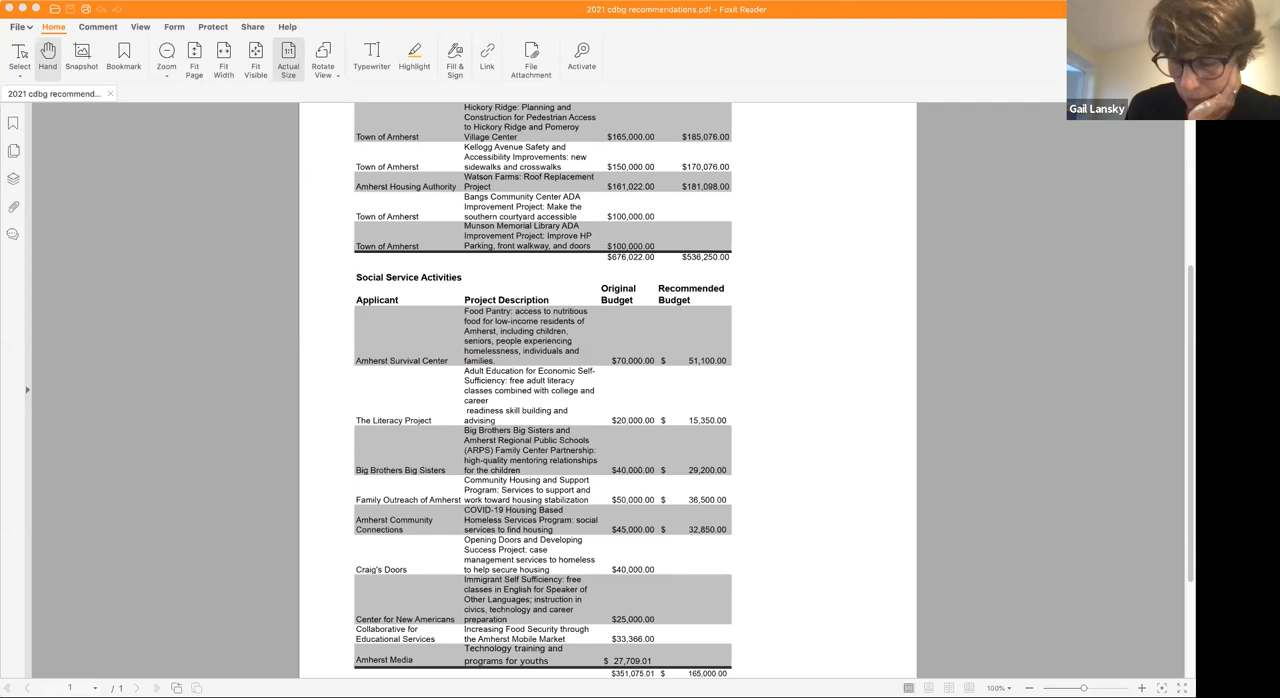 2021 cdbg recommendations.pdf - Foxit Reader
File Home Comment View Form Protect Share Help
Select Hand Snapshot Bookmark Zoom Fit Page Fit Width Fit Visible Actual Size Rotate View Typewriter Highlight Fill & Sign Link File Attachment Activate
2021 cdbg recommend...
Gail Lansky
Hickory Ridge: Planning and
Construction for Pedestrian Access
to Hickory Ridge and Pomeroy
Town of Amherst Village Center $165,000.00 $185,076.00
Kellogg Avenue Safety and
Accessibility Improvements: new
Town of Amherst sidewalks and crosswalks $150,000.00 $170,076.00
Watson Farms: Roof Replacement
Amherst Housing Authority Project $161,022.00 $181,098.00
Bangs Community Center ADA
Improvement Project: Make the
Town of Amherst southern courtyard accessible $100,000.00
Munson Memorial Library ADA
Improvement Project: Improve HP
Town of Amherst Parking, front walkway, and doors $100,000.00
$676,022.00 $536,250.00
Social Service Activities
Original Recommended
Applicant Project Description Budget Budget
Food Pantry: access to nutritious
food for low-income residents of
Amherst, including children,
seniors, people experiencing
homelessness, individuals and
Amherst Survival Center families. $70,000.00 $ 51,100.00
Adult Education for Economic Self-
Sufficiency: free adult literacy
classes combined with college and
career
readiness skill building and
The Literacy Project advising $20,000.00 $ 15,350.00
Big Brothers Big Sisters and
Amherst Regional Public Schools
(ARPS) Family Center Partnership:
high-quality mentoring relationships
Big Brothers Big Sisters for the children $40,000.00 $ 29,200.00
Community Housing and Support
Program: Services to support and
Family Outreach of Amherst work toward housing stabilization $50,000.00 $ 36,500.00
COVID-19 Housing Based
Amherst Community Homeless Services Program: social
Connections services to find housing $45,000.00 $ 32,850.00
Opening Doors and Developing
Success Project: case
management services to homeless
Craig's Doors to help secure housing $40,000.00
Immigrant Self Sufficiency: free
classes in English for Speaker of
Other Languages; instruction in
civics, technology and career
Center for New Americans preparation $25,000.00
Collaborative for Increasing Food Security through
Educational Services the Amherst Mobile Market $33,366.00
Technology training and
Amherst Media programs for youths $ 27,709.01
$351,075.01 $ 165,000.00
1 / 1 100%